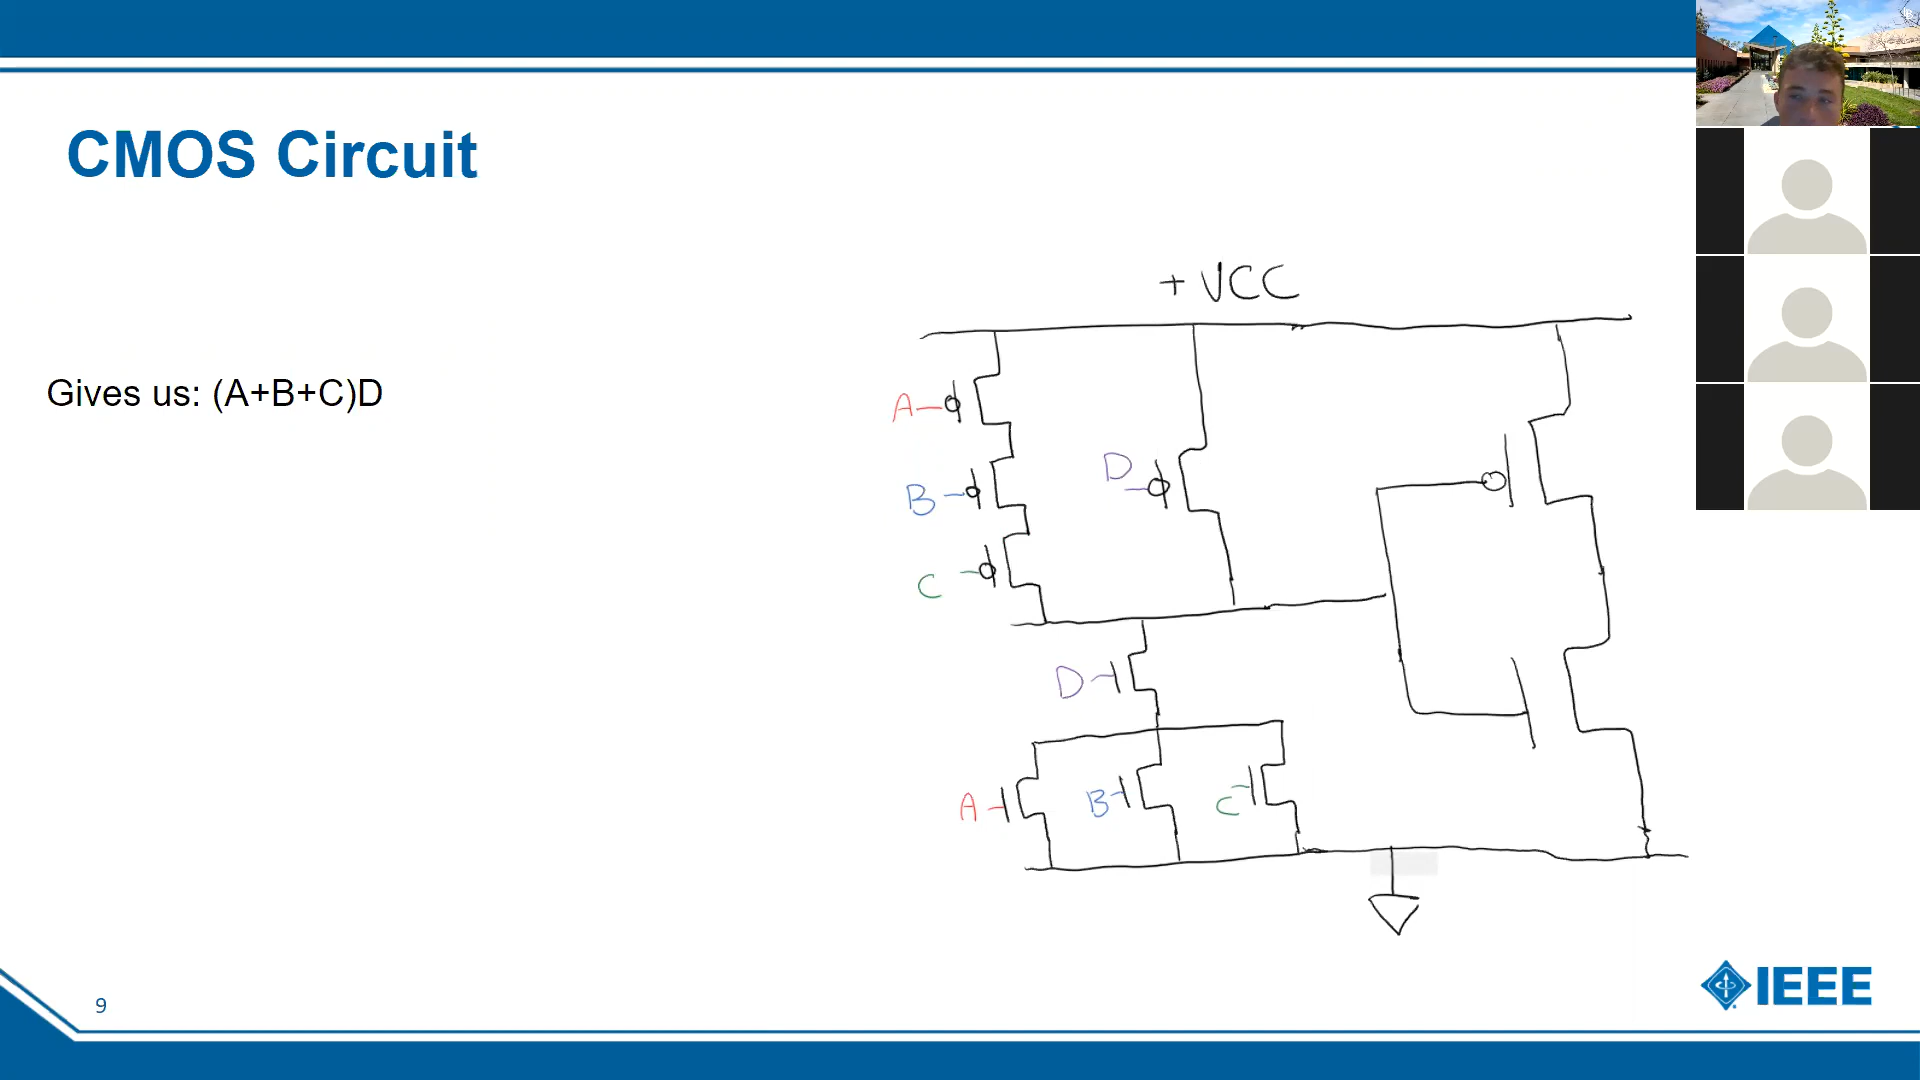 CMOS Circuit
Gives us: (A+B+C)D
+ VCC
A
B
C
D
D
A
B
C
9
IEEE